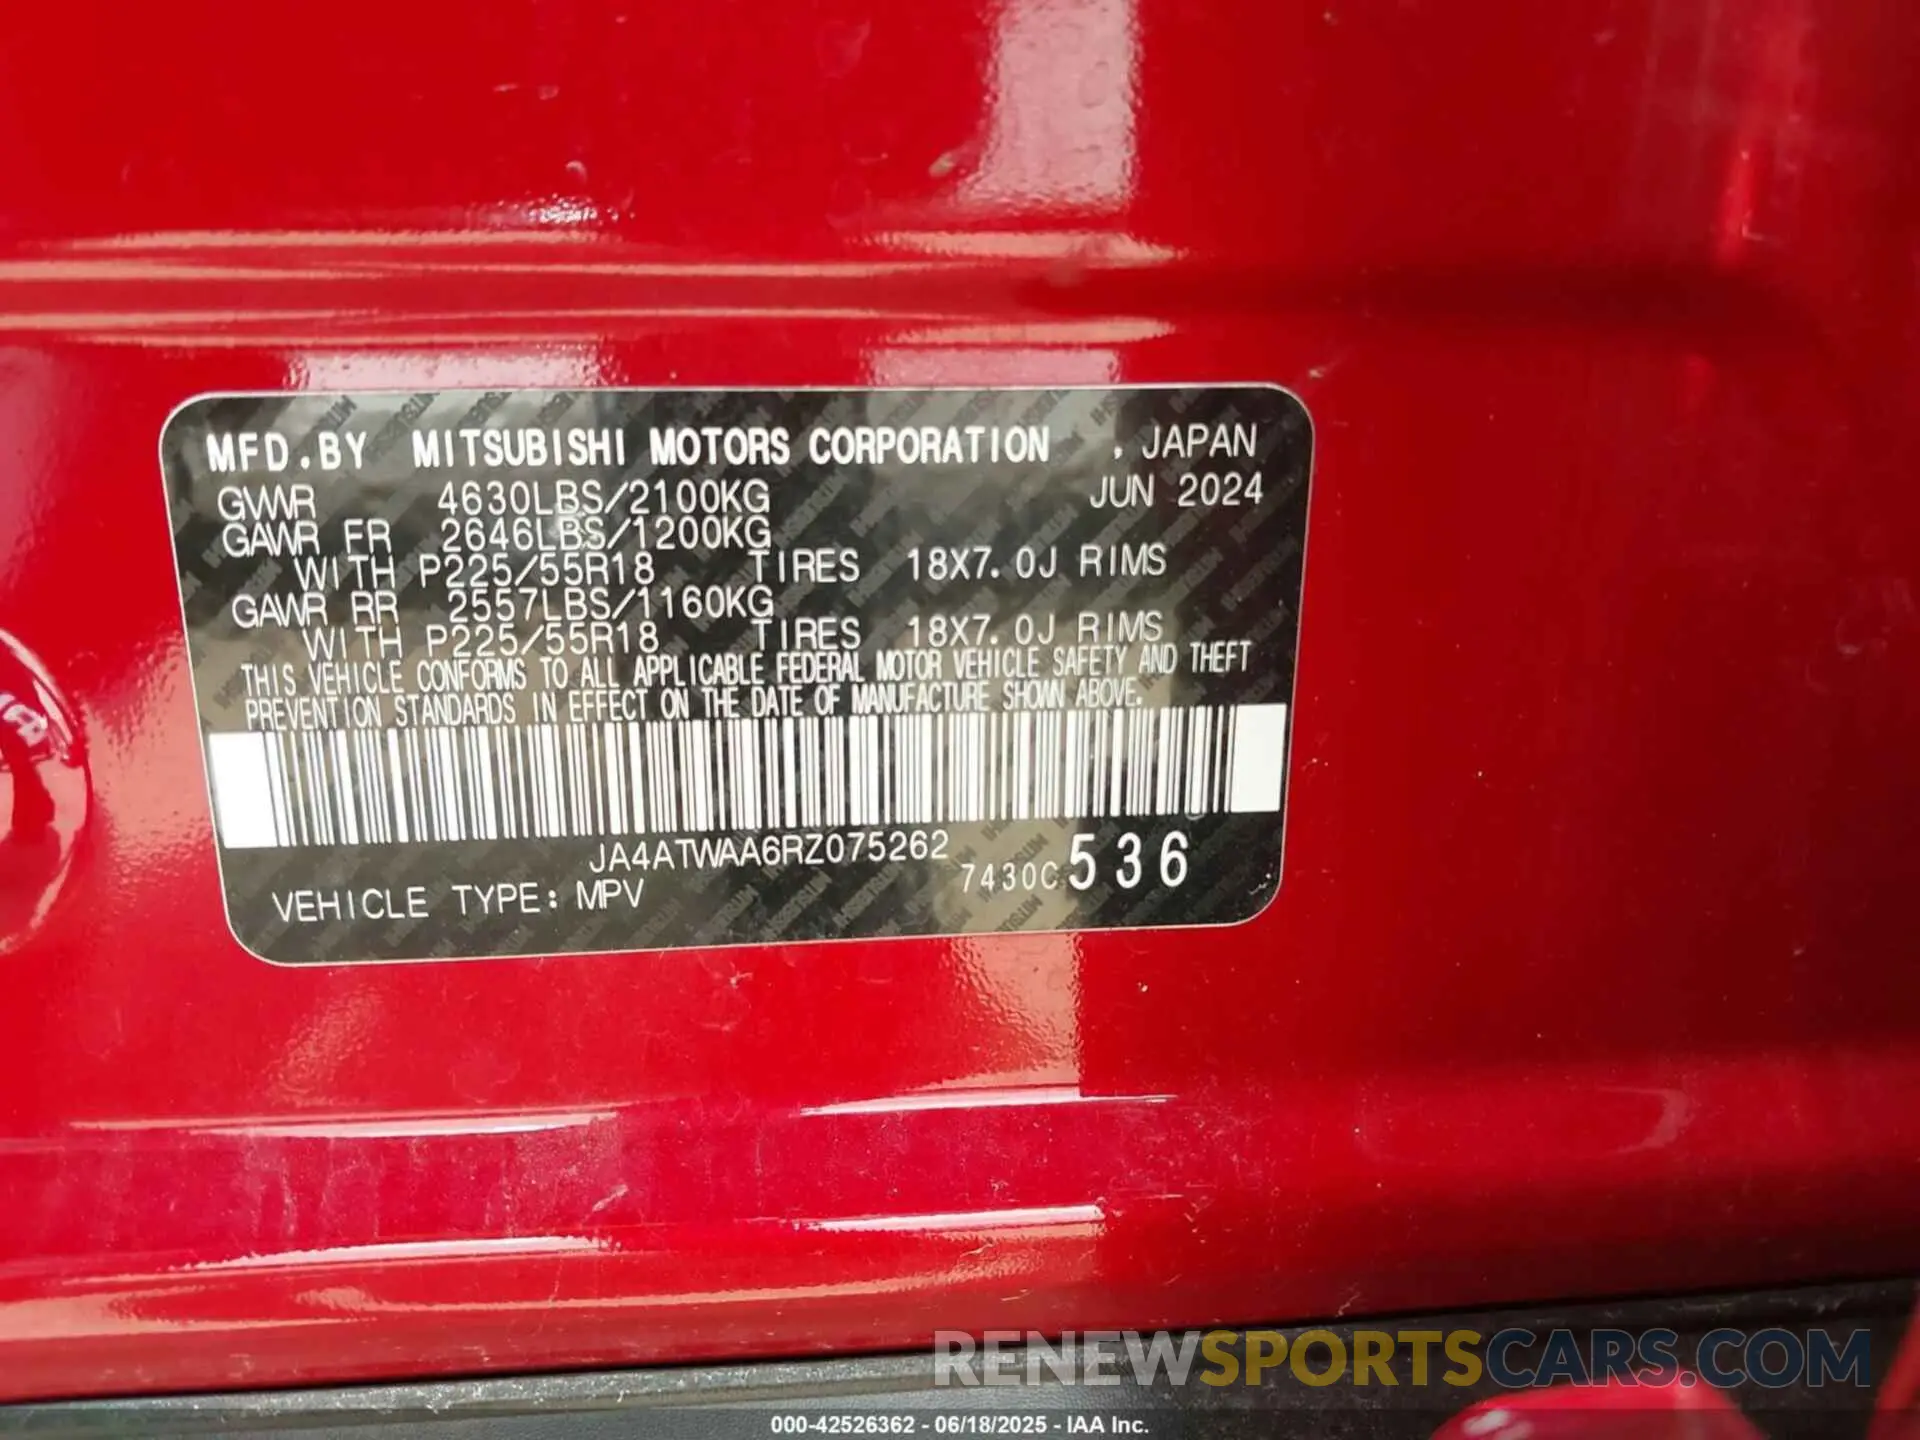 MFD.BY MITSUBISHI MOTORS CORPORATION , JAPAN
GVWR 4630LBS/2100KG JUN 2024
GAWR FR 2646LBS/1200KG
WITH P225/55R18 TIRES 18X7.0J RIMS
GAWR RR 2557LBS/1160KG
WITH P225/55R18 TIRES 18X7.0J RIMS
THIS VEHICLE CONFORMS TO ALL APPLICABLE FEDERAL MOTOR VEHICLE SAFETY AND THEFT
PREVENTION STANDARDS IN EFFECT ON THE DATE OF MANUFACTURE SHOWN ABOVE.
JA4ATWAA6RZ075262
7430C 536
VEHICLE TYPE: MPV
RENEWSPORTSCARS.COM
000-42526362 - 06/18/2025 - IAA Inc.